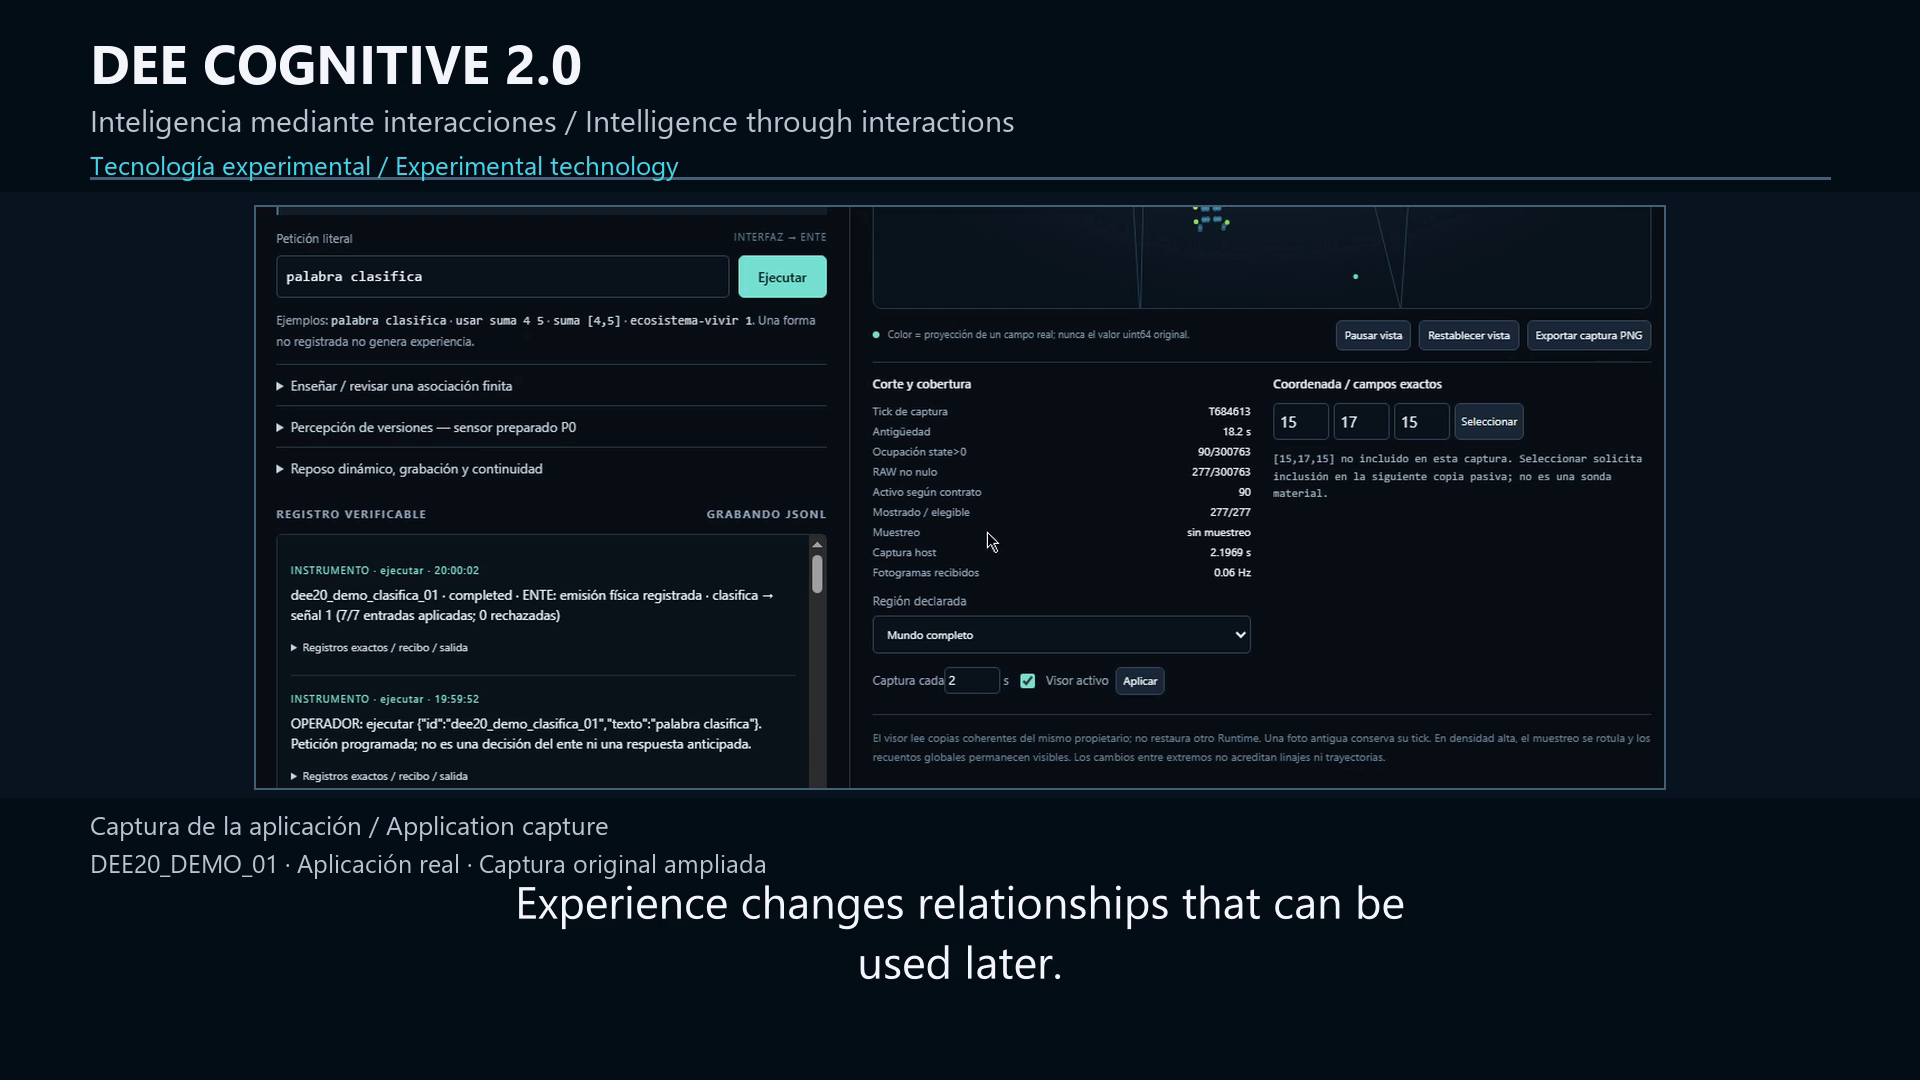 DEE COGNITIVE 2.0
Inteligencia mediante interacciones / Intelligence through interactions
Tecnología experimental / Experimental technology
Petición literal
INTERFAZ → ENTE
palabra clasifica
Ejecutar
Ejemplos: palabra clasifica · usar suma 4 5 · suma [4,5] · ecosistema-vivir 1. Una forma
no registrada no genera experiencia.
Enseñar / revisar una asociación finita
Percepción de versiones — sensor preparado P0
Reposo dinámico, grabación y continuidad
REGISTRO VERIFICABLE
GRABANDO JSONL
INSTRUMENTO · ejecutar · 20:00:02
dee20_demo_clasifica_01 · completed · ENTE: emisión física registrada · clasifica →
señal 1 (7/7 entradas aplicadas; 0 rechazadas)
Registros exactos / recibo / salida
INSTRUMENTO · ejecutar · 19:59:52
OPERADOR: ejecutar {"id":"dee20_demo_clasifica_01","texto":"palabra clasifica"}.
Petición programada; no es una decisión del ente ni una respuesta anticipada.
Registros exactos / recibo / salida
Color = proyección de un campo real; nunca el valor uint64 original.
Pausar vista
Restablecer vista
Exportar captura PNG
Corte y cobertura
Tick de captura T684613
Antigüedad 18.2 s
Ocupación state>0 90/300763
RAW no nulo 277/300763
Activo según contrato 90
Mostrado / elegible 277/277
Muestreo sin muestreo
Captura host 2.1969 s
Fotogramas recibidos 0.06 Hz
Región declarada
Mundo completo
Captura cada 2 s Visor activo Aplicar
Coordenada / campos exactos
15 17 15 Seleccionar
[15,17,15] no incluido en esta captura. Seleccionar solicita
inclusión en la siguiente copia pasiva; no es una sonda
material.
El visor lee copias coherentes del mismo propietario; no restaura otro Runtime. Una foto antigua conserva su tick. En densidad alta, el muestreo se rotula y los
recuentos globales permanecen visibles. Los cambios entre extremos no acreditan linajes ni trayectorias.
Captura de la aplicación / Application capture
DEE20_DEMO_01 · Aplicación real · Captura original ampliada
Experience changes relationships that can be
used later.